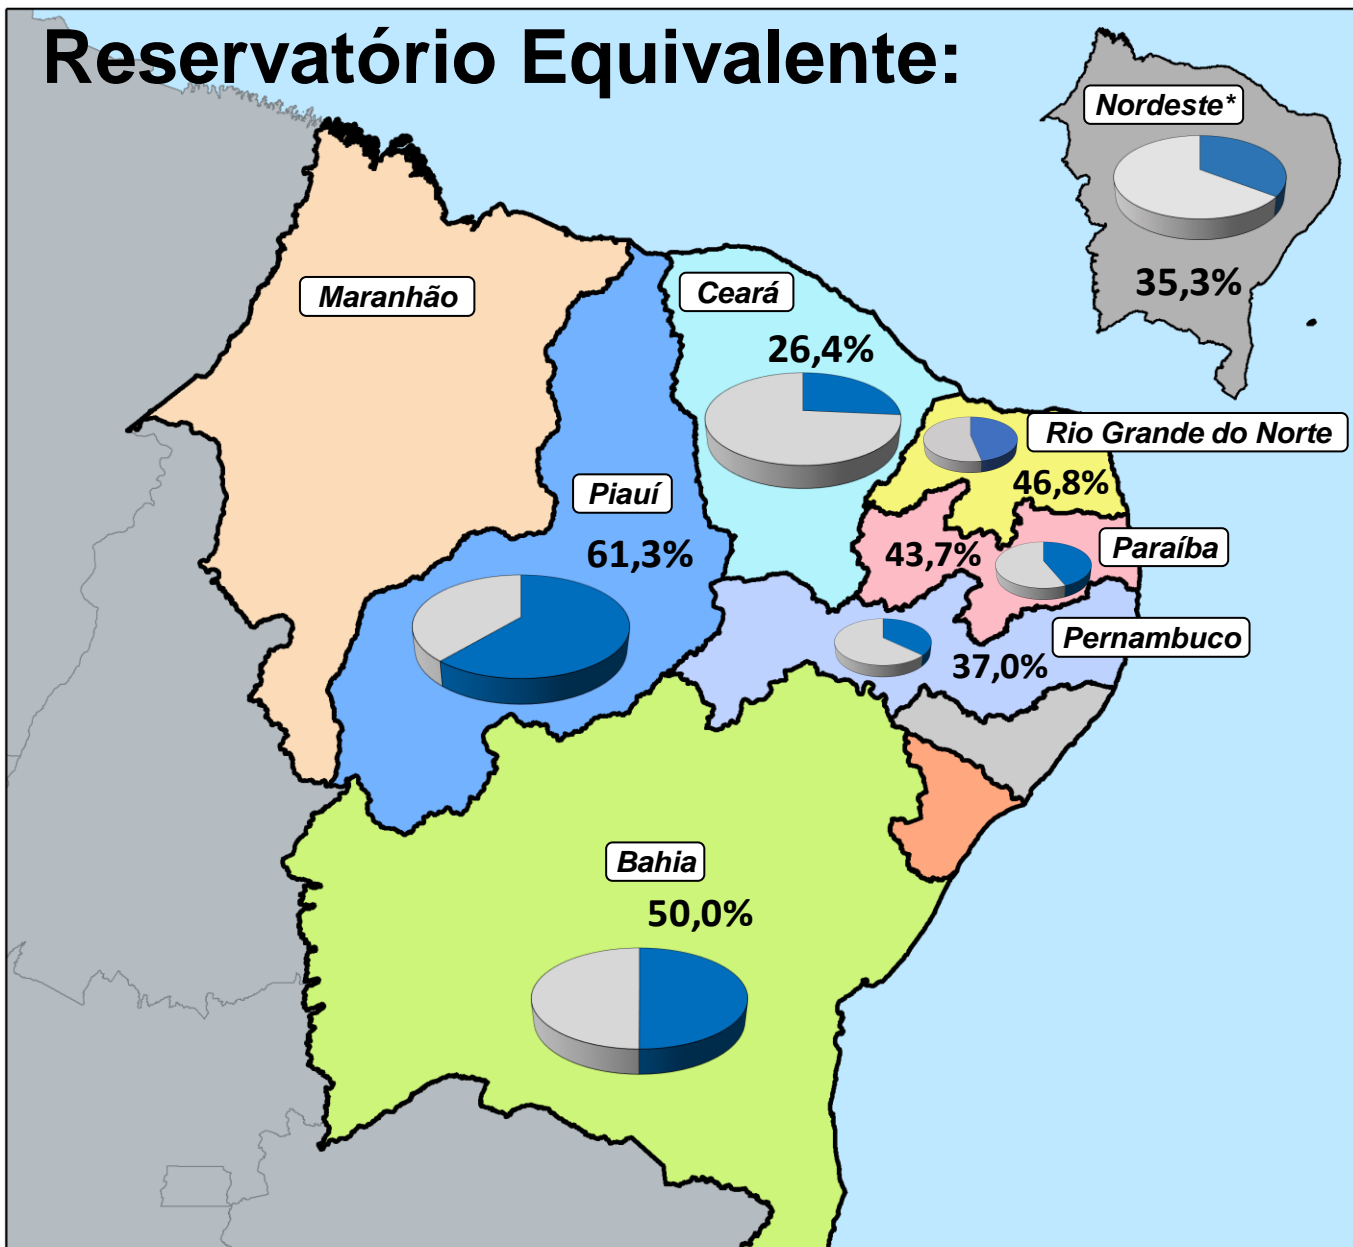 Reservatório Equivalente:
Nordeste*
35,3%
Maranhão
Ceará
26,4%
Rio Grande do Norte
46,8%
Piauí
61,3%
Paraíba
43,7%
Pernambuco
37,0%
Bahia
50,0%